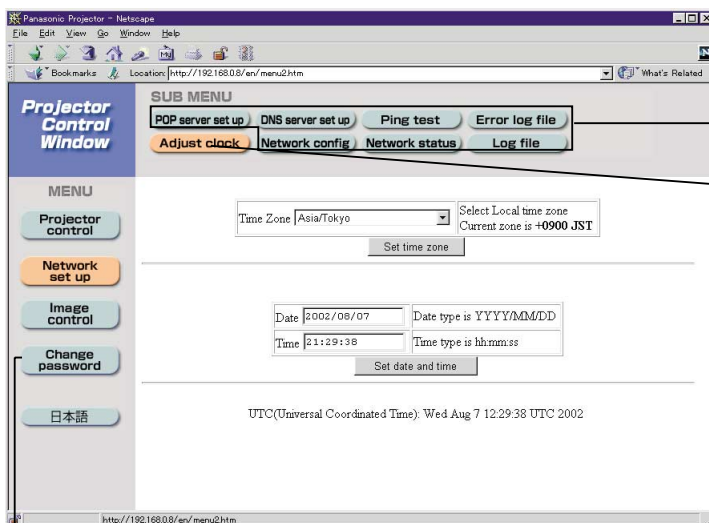 Panasonic Projector - Netscape
File Edit View Go Window Help
Bookmarks Location: http://192.168.0.8/en/menu2.htm What's Related
Projector
Control
Window
SUB MENU
POP server set up DNS server set up Ping test Error log file
Adjust clock Network config Network status Log file
MENU
Projector
control
Network
set up
Image
control
Change
password
日本語
Time Zone Asia/Tokyo Select Local time zone
Current zone is +0900 JST
Set time zone
Date 2002/08/07 Date type is YYYY/MM/DD
Time 21:29:38 Time type is hh:mm:ss
Set date and time
UTC(Universal Coordinated Time): Wed Aug 7 12:29:38 UTC 2002
http://192.168.0.8/en/menu2.htm